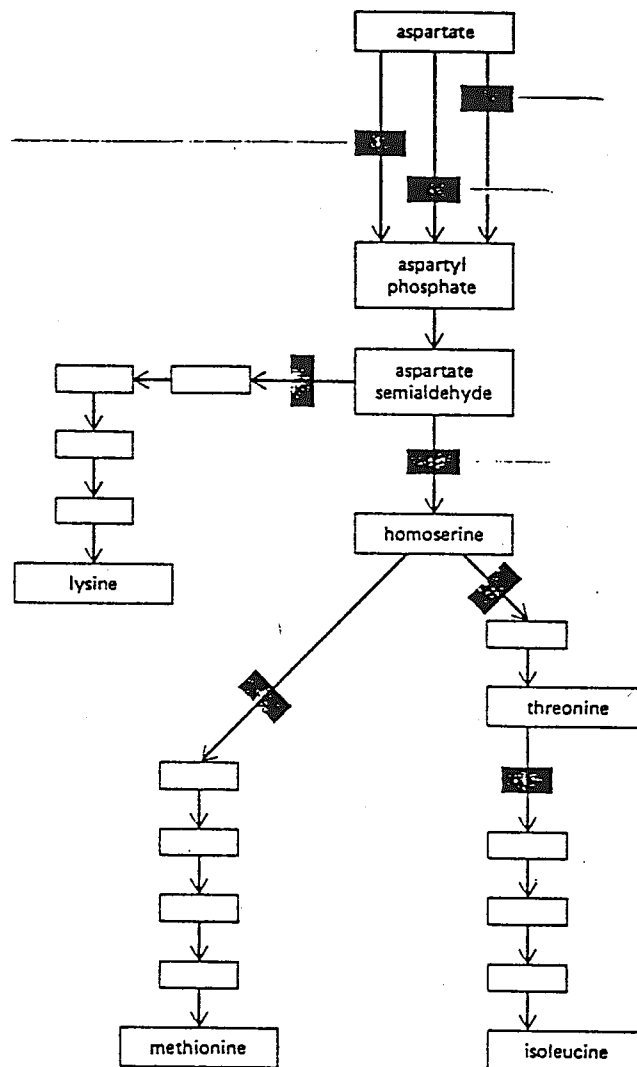 aspartate
aspartyl
phosphate
aspartate
semialdehyde
homoserine
lysine
threonine
methionine
isoleucine